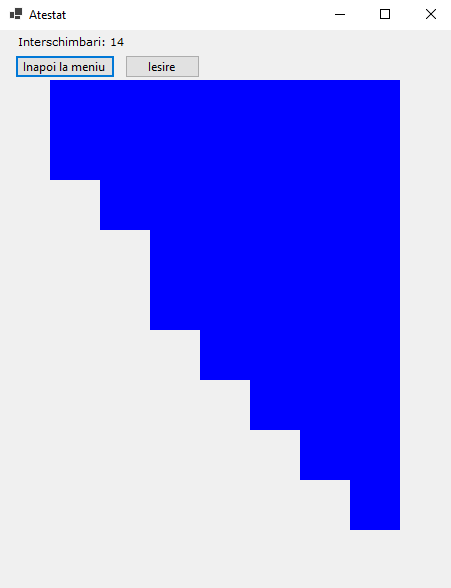 Atestat
Interschimbari: 14
Inapoi la meniu Iesire